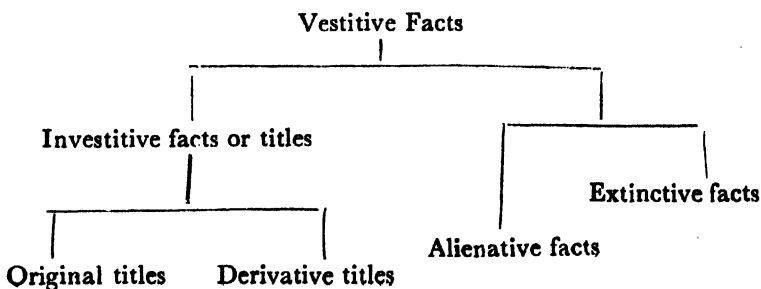 Vestitive Facts
Investitive facts or titles
Extinctive facts
Alienative facts
Original titles
Derivative titles